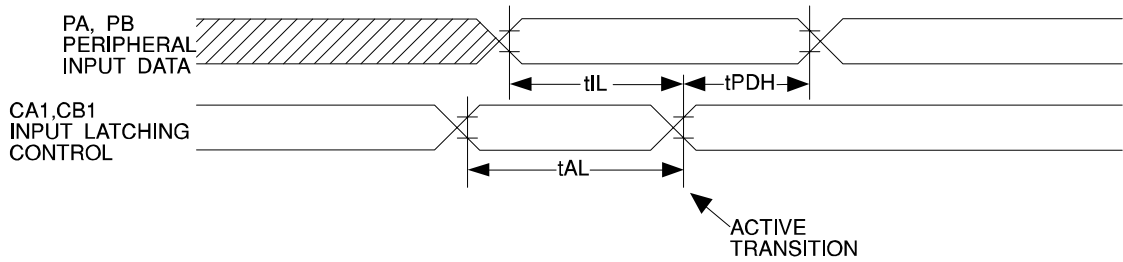 PA, PB
PERIPHERAL
INPUT DATA
tIL
tPDH
CA1,CB1
INPUT LATCHING
CONTROL
tAL
ACTIVE
TRANSITION